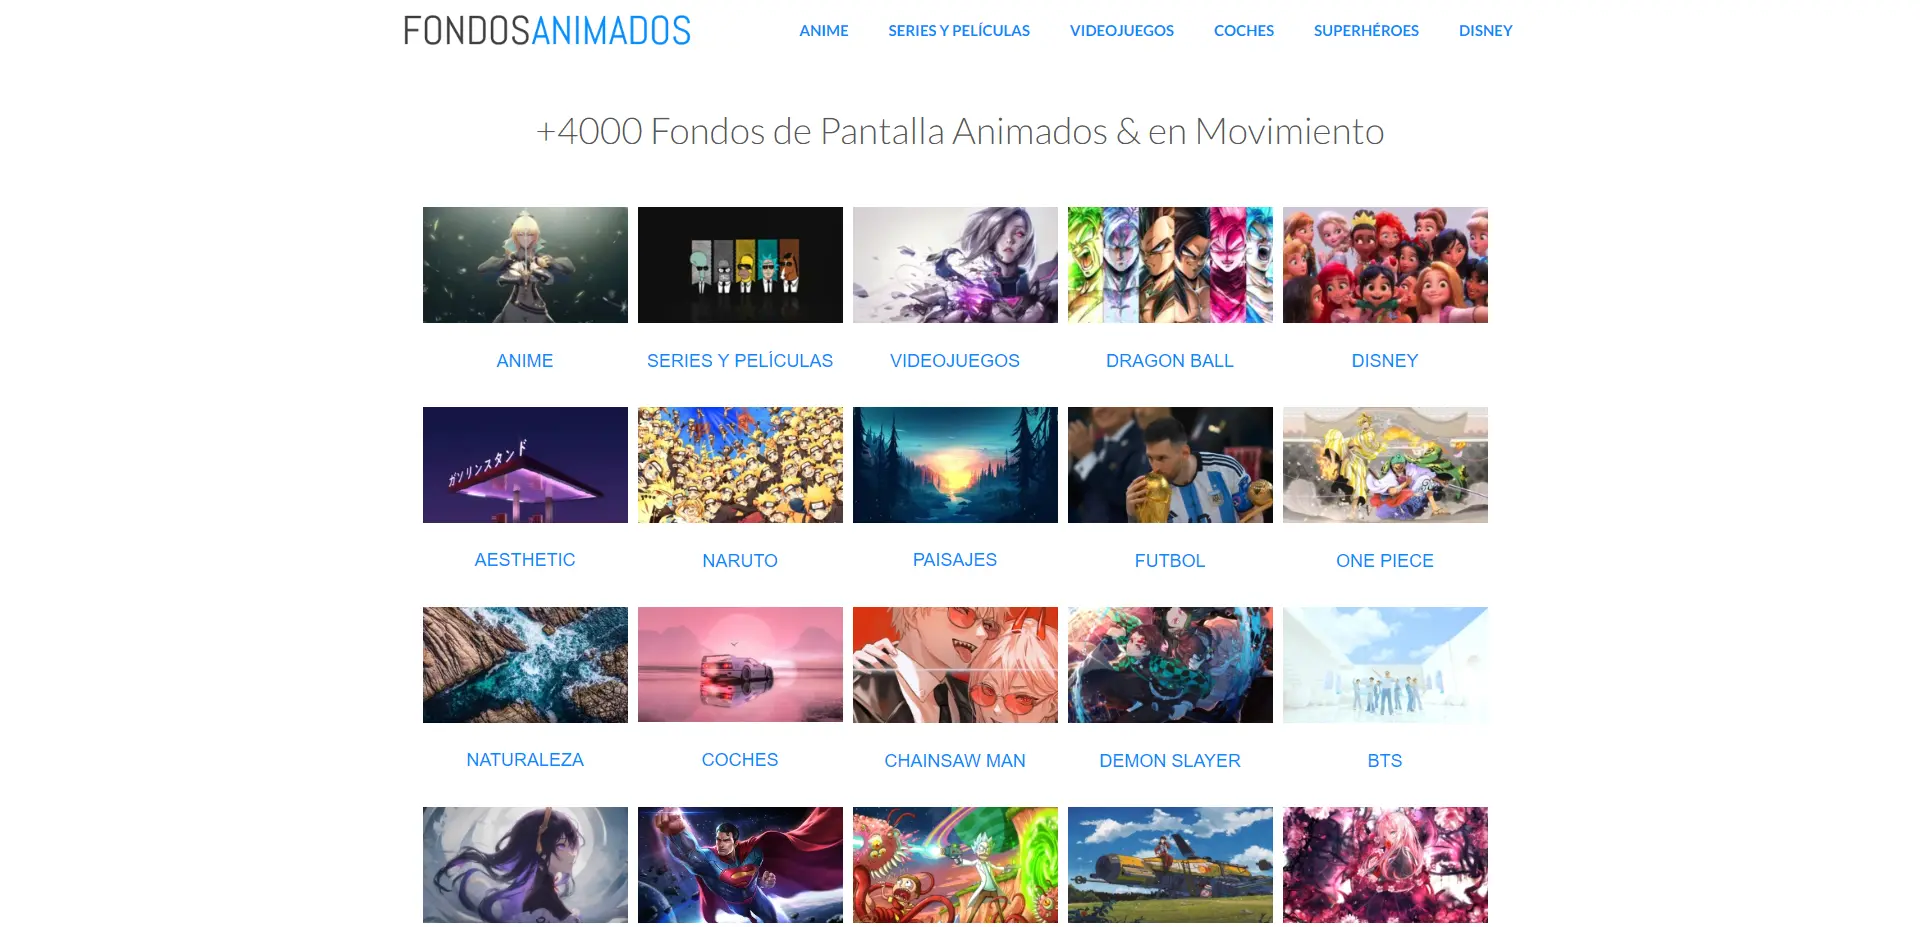 FONDOSANIMADOS
ANIME SERIES Y PELÍCULAS VIDEOJUEGOS COCHES SUPERHÉROES DISNEY
+4000 Fondos de Pantalla Animados & en Movimiento
ANIME SERIES Y PELÍCULAS VIDEOJUEGOS DRAGON BALL DISNEY
ガソリンスタンド
AESTHETIC NARUTO PAISAJES FUTBOL ONE PIECE
NATURALEZA COCHES CHAINSAW MAN DEMON SLAYER BTS